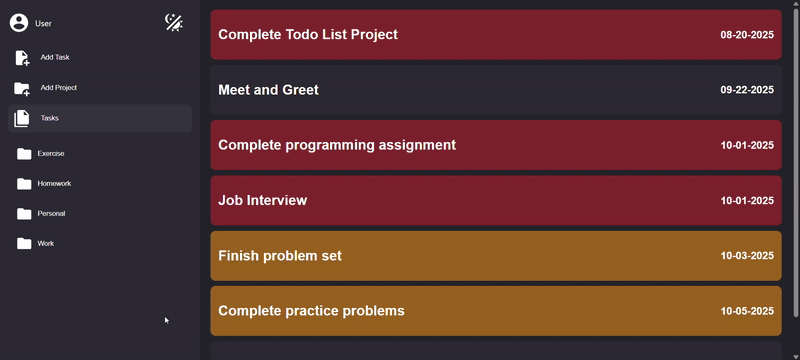 User
Add Task
Add Project
Tasks
Exercise
Homework
Personal
Work
Complete Todo List Project 08-20-2025
Meet and Greet 09-22-2025
Complete programming assignment 10-01-2025
Job Interview 10-01-2025
Finish problem set 10-03-2025
Complete practice problems 10-05-2025